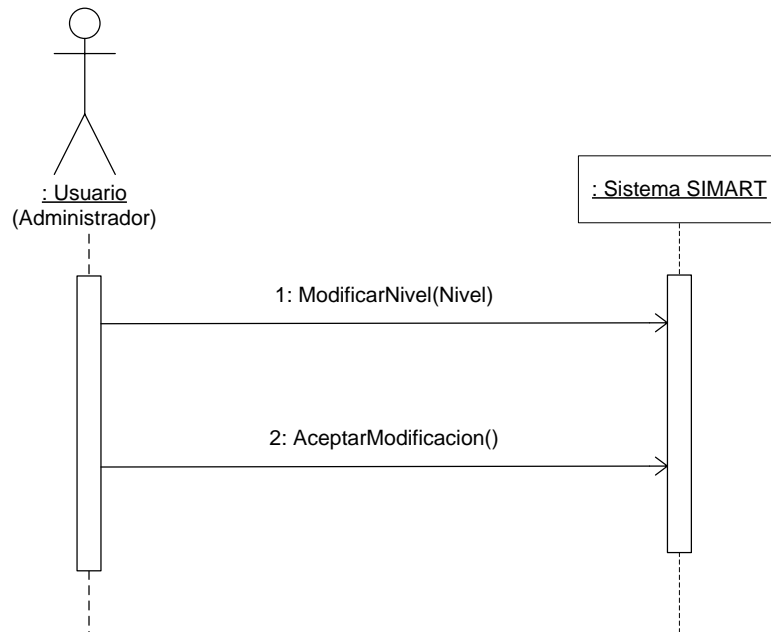 : Usuario
(Administrador)
: Sistema SIMART
1: ModificarNivel(Nivel)
2: AceptarModificacion()